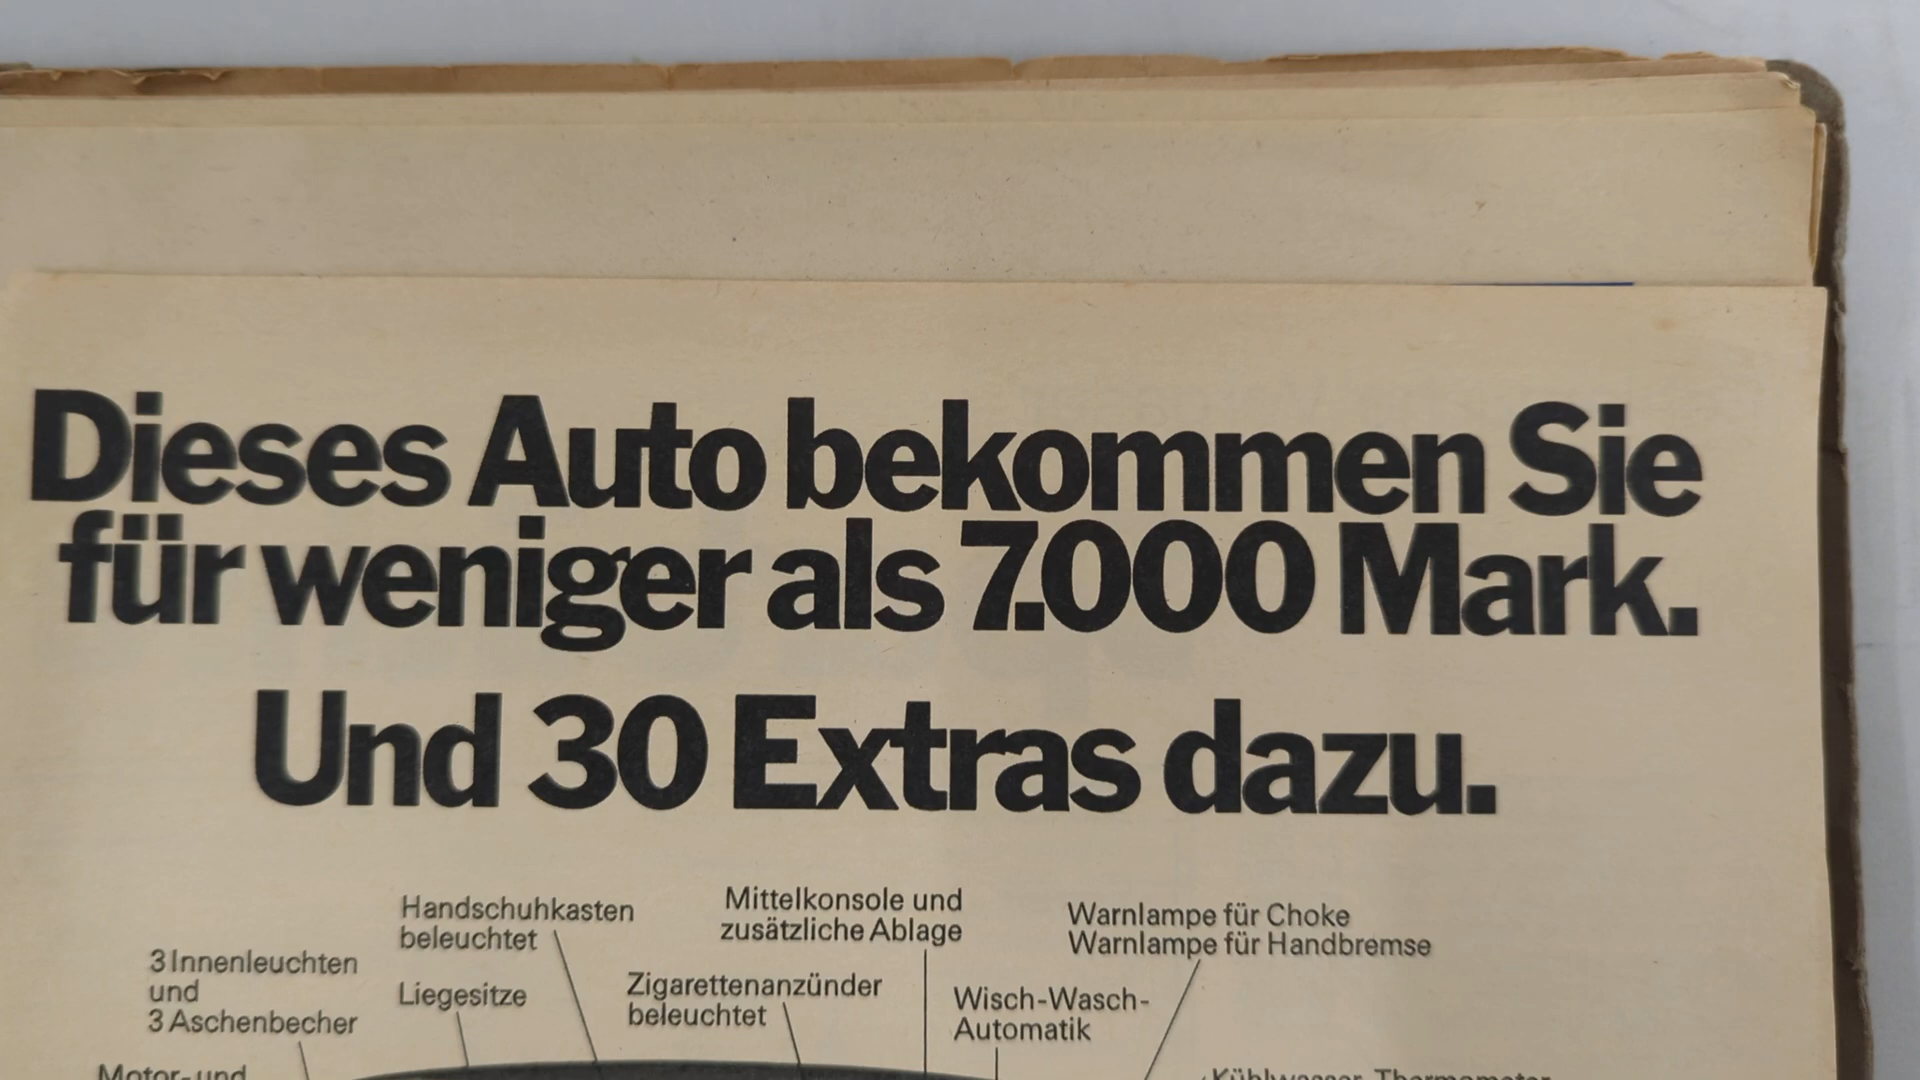 Dieses Auto bekommen Sie
für weniger als 7.000 Mark.
Und 30 Extras dazu.
Handschuhkasten
beleuchtet
Mittelkonsole und
zusätzliche Ablage
Warnlampe für Choke
Warnlampe für Handbremse
3 Innenleuchten
und
3 Aschenbecher
Liegesitze
Zigarettenanzünder
beleuchtet
Wisch-Wasch-
Automatik
Motor- und
Kühlwasser-Thermometer